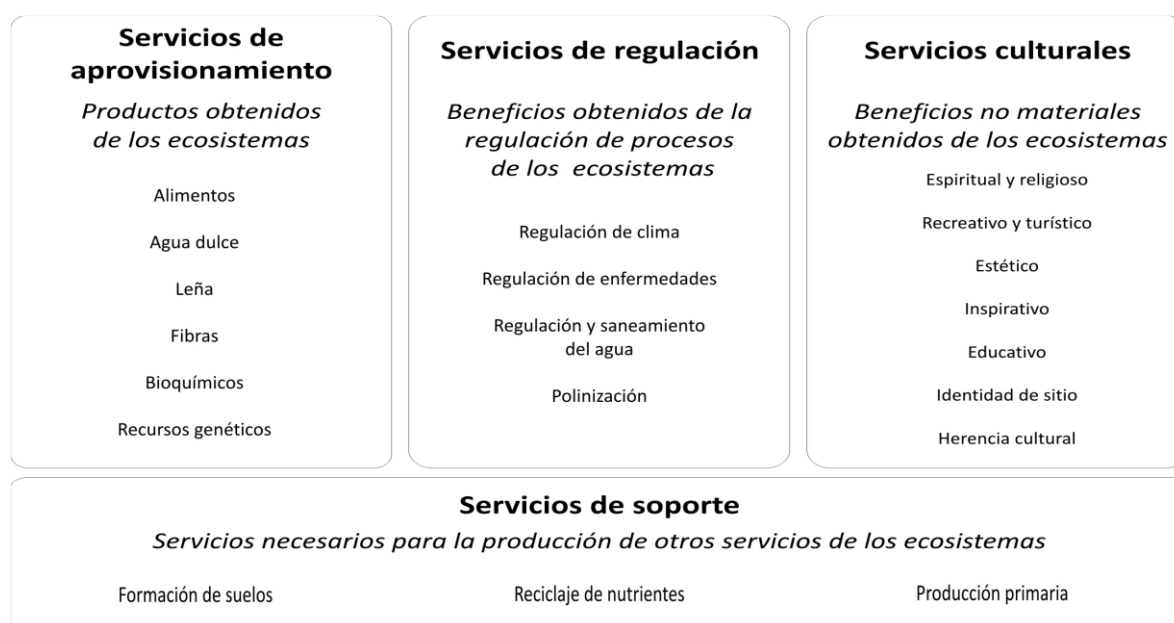 Servicios de
aprovisionamiento
Productos obtenidos
de los ecosistemas
Alimentos
Agua dulce
Leña
Fibras
Bioquímicos
Recursos genéticos
Servicios de regulación
Beneficios obtenidos de la
regulación de procesos
de los ecosistemas
Regulación de clima
Regulación de enfermedades
Regulación y saneamiento
del agua
Polinización
Servicios culturales
Beneficios no materiales
obtenidos de los ecosistemas
Espiritual y religioso
Recreativo y turístico
Estético
Inspirativo
Educativo
Identidad de sitio
Herencia cultural
Servicios de soporte
Servicios necesarios para la producción de otros servicios de los ecosistemas
Formación de suelos
Reciclaje de nutrientes
Producción primaria